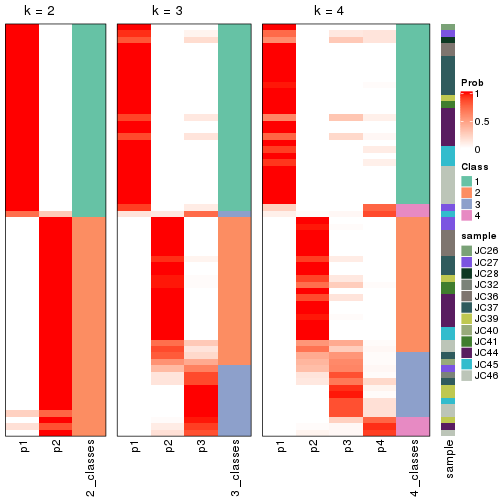 k = 2
k = 3
k = 4
p1
p2
2_classes
p1
p2
p3
3_classes
p1
p2
p3
p4
4_classes
sample
Prob
1
0.5
0
Class
1
2
3
4
sample
JC26
JC27
JC28
JC32
JC36
JC37
JC39
JC40
JC41
JC44
JC45
JC46